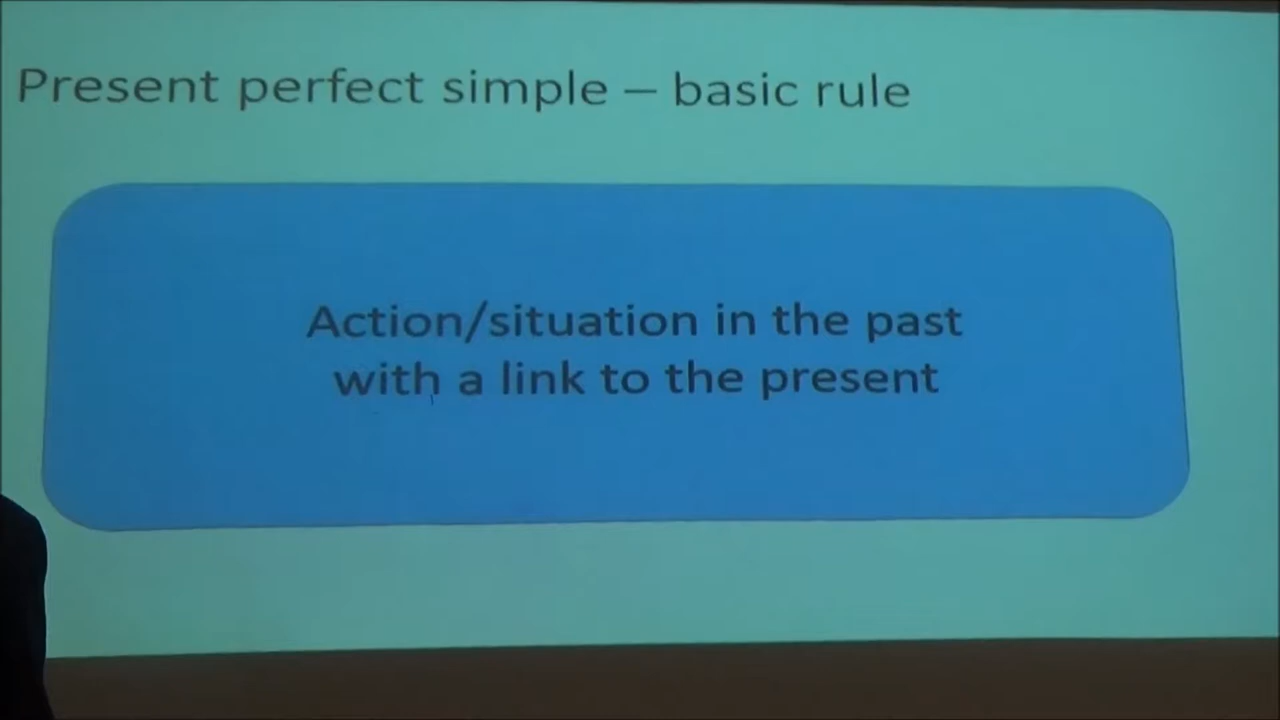 Present perfect simple – basic rule
Action/situation in the past
with a link to the present